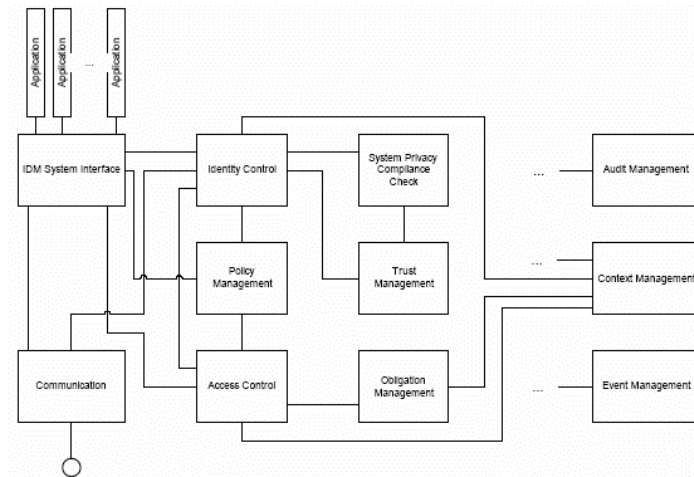 Application
Application
...
Application
IDM System Interface
Identity Control
System Privacy
Compliance
Check
...
Audit Management
Policy
Management
Trust
Management
...
Context Management
Communication
Access Control
Obligation
Management
...
Event Management